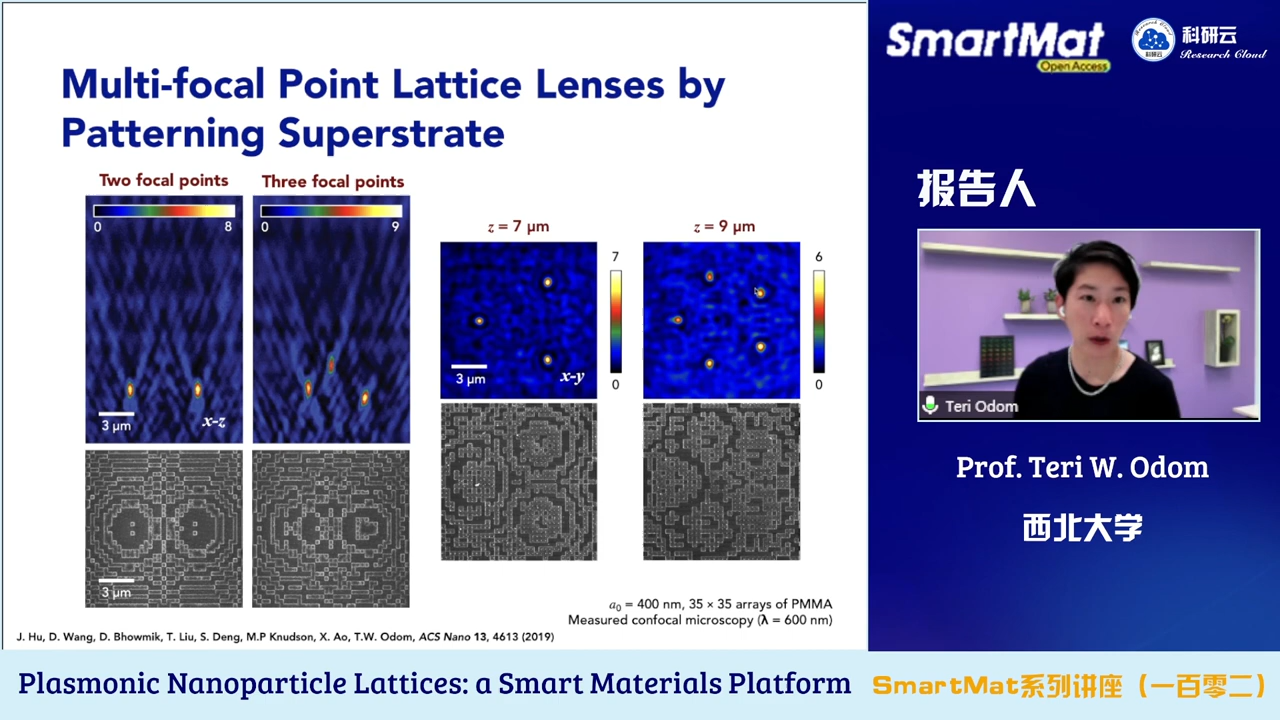 Multi-focal Point Lattice Lenses by
Patterning Superstrate
Two focal points
Three focal points
0 8
0 9
3 µm
x-z
3 µm
z = 7 µm
7
0
3 µm
x-y
z = 9 µm
6
0
a₀ = 400 nm, 35 × 35 arrays of PMMA
Measured confocal microscopy (λ = 600 nm)
J. Hu, D. Wang, D. Bhowmik, T. Liu, S. Deng, M.P Knudson, X. Ao, T.W. Odom, ACS Nano 13, 4613 (2019)
SmartMat
Open Access
Research Cloud
科研云
科研云
Research Cloud
报告人
Teri Odom
Prof. Teri W. Odom
西北大学
Plasmonic Nanoparticle Lattices: a Smart Materials Platform
SmartMat系列讲座（一百零二）